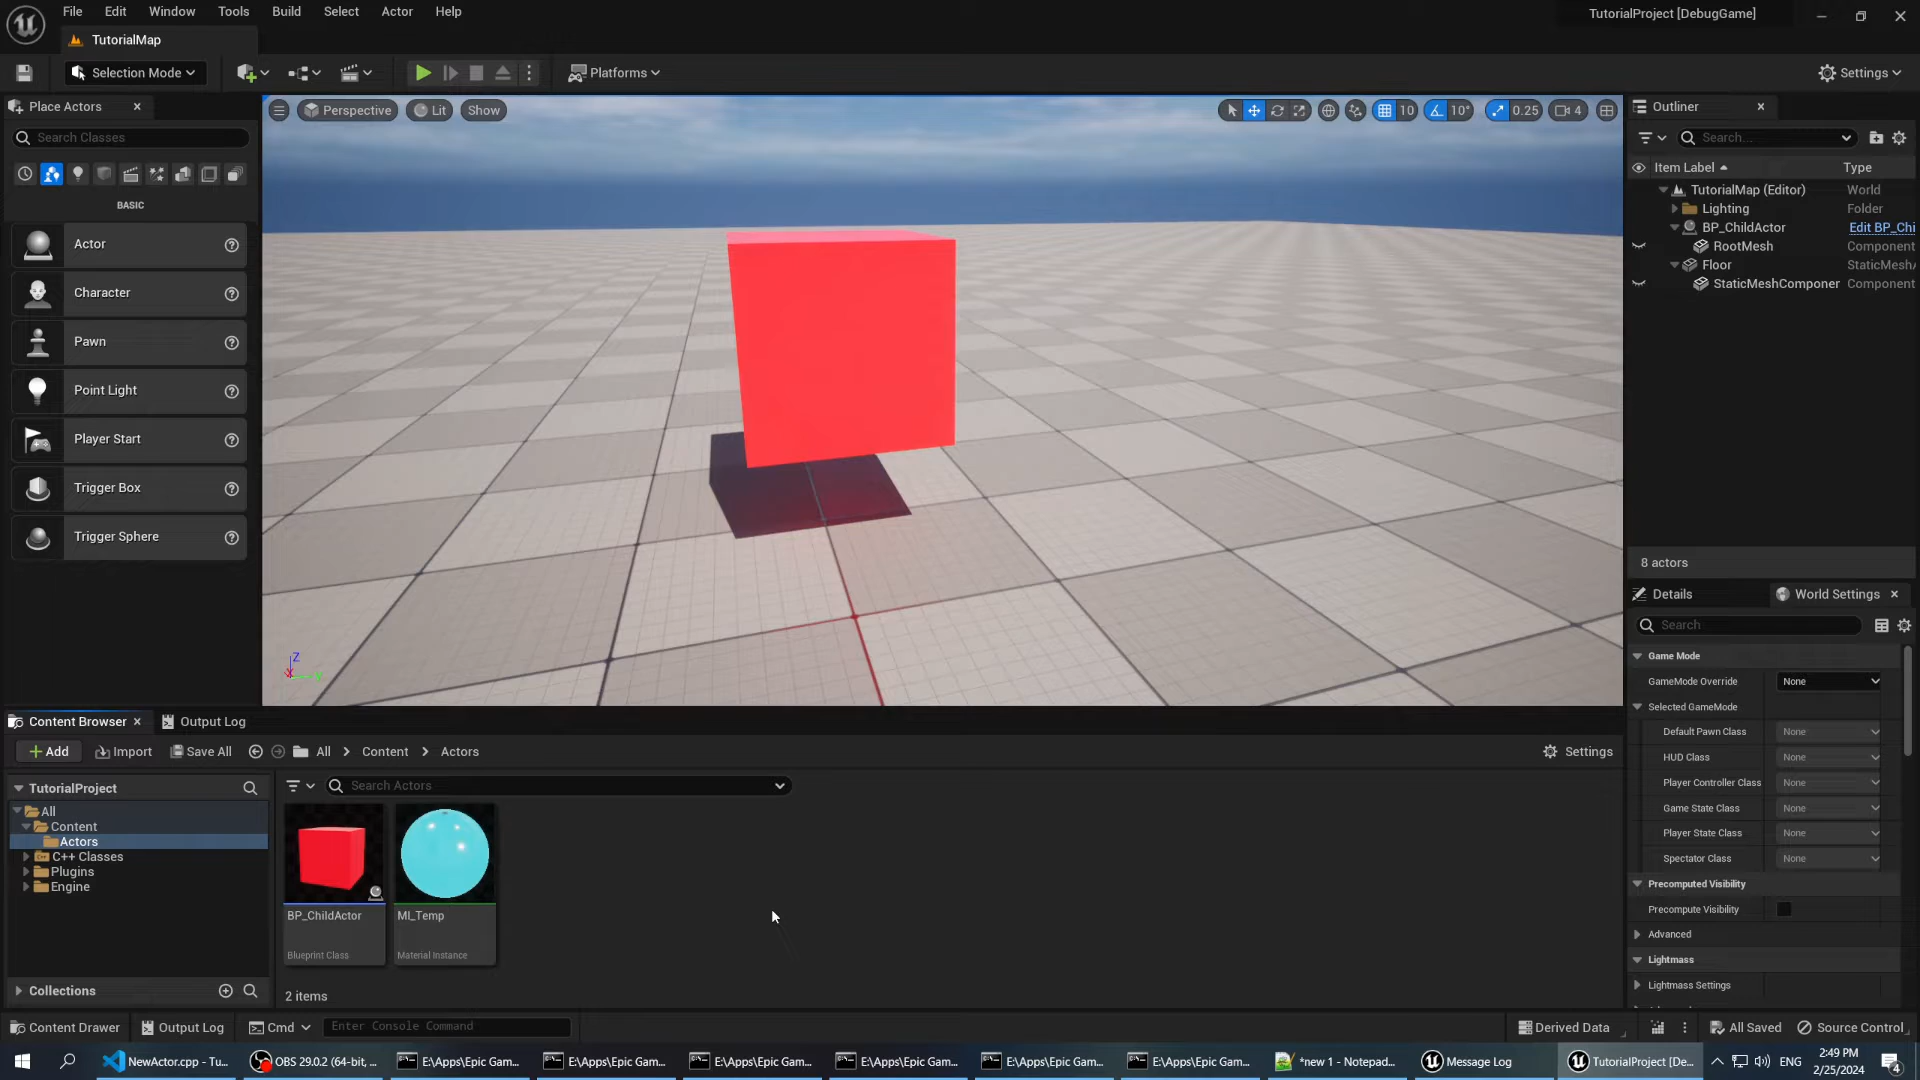 File Edit Window Tools Build Select Actor Help
TutorialProject [DebugGame]
TutorialMap
Selection Mode
Platforms
Settings
Place Actors
Search Classes
BASIC
Actor
Character
Pawn
Point Light
Player Start
Trigger Box
Trigger Sphere
Perspective Lit Show
10 10° 0.25 4
Z
X
Y
Outliner
Search...
Item Label Type
TutorialMap (Editor) World
Lighting Folder
BP_ChildActor Edit BP_Chi
RootMesh Component
Floor StaticMeshA
StaticMeshComponer Component
8 actors
Details World Settings
Search
Game Mode
GameMode Override None
Selected GameMode
Default Pawn Class None
HUD Class None
Player Controller Class None
Game State Class None
Player State Class None
Spectator Class None
Precomputed Visibility
Precompute Visibility
Advanced
Lightmass
Lightmass Settings
Content Browser Output Log
Add Import Save All All > Content > Actors Settings
TutorialProject
All
Content
Actors
C++ Classes
Plugins
Engine
Collections
Search Actors
BP_ChildActor
Blueprint Class
MI_Temp
Material Instance
2 items
Content Drawer Output Log Cmd Enter Console Command
Derived Data All Saved Source Control
NewActor.cpp - Tu...
OBS 29.0.2 (64-bit, ...
E:\Apps\Epic Gam...
E:\Apps\Epic Gam...
E:\Apps\Epic Gam...
E:\Apps\Epic Gam...
E:\Apps\Epic Gam...
E:\Apps\Epic Gam...
*new 1 - Notepad...
Message Log
TutorialProject [De...
ENG
2:49 PM
2/25/2024
4